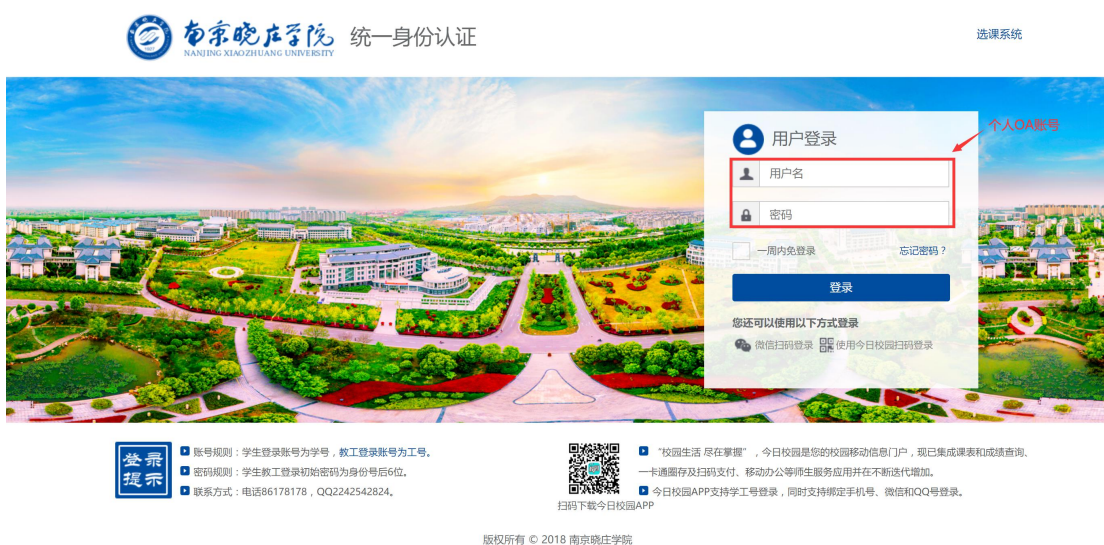 南京晓庄学院
NANJING XIAOZHUANG UNIVERSITY
统一身份认证
选课系统
个人OA账号
用户登录
用户名
密码
一周内免登录 忘记密码？
登录
您还可以使用以下方式登录
微信扫码登录 使用今日校园扫码登录
登录
提示
账号规则：学生登录账号为学号，教工登录账号为工号。
密码规则：学生教工登录初始密码为身份号后6位。
联系方式：电话86178178，QQ2242542824。
扫码下载今日校园APP
“校园生活 尽在掌握”，今日校园是您的校园移动信息门户，现已集成课表和成绩查询、
一卡通圈存及扫码支付、移动办公等师生服务应用并在不断迭代增加。
今日校园APP支持学工号登录，同时支持绑定手机号、微信和QQ号登录。
版权所有 © 2018 南京晓庄学院